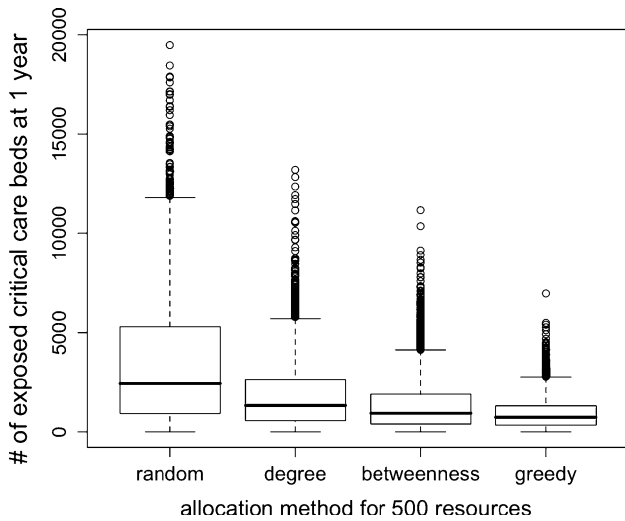 # of exposed critical care beds at 1 year
20000
15000
10000
5000
0
random degree betweenness greedy
allocation method for 500 resources